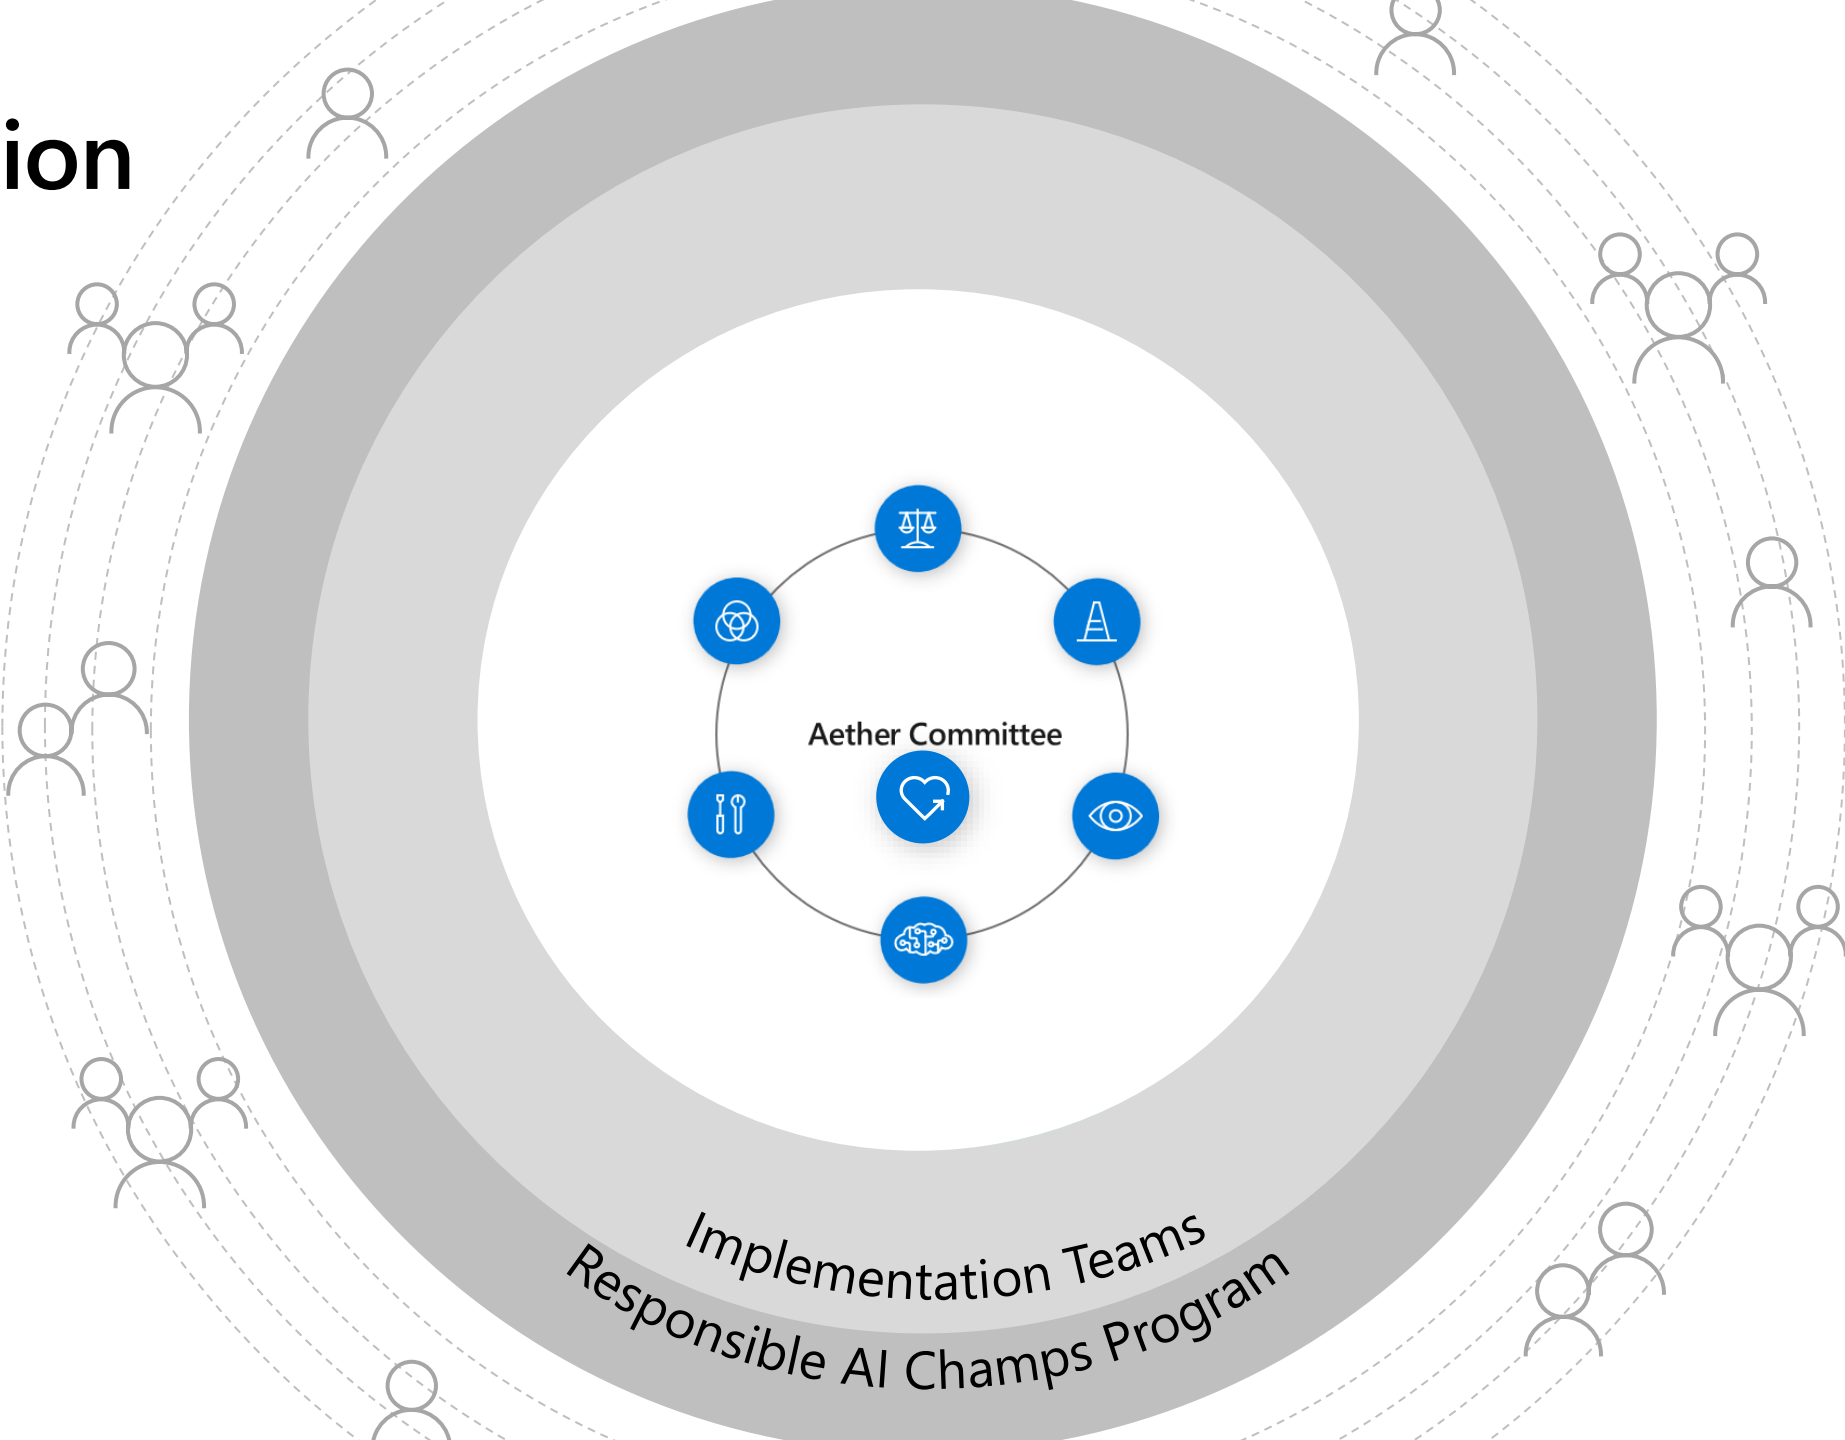 ion
Aether Committee
Implementation Teams
Responsible AI Champs Program